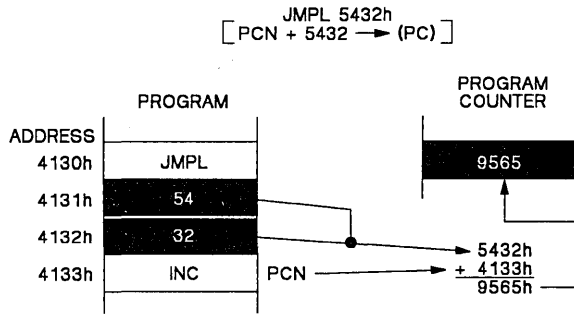 JMPL 5432h
[ PCN + 5432 → (PC) ]
PROGRAM
PROGRAM COUNTER
ADDRESS
4130h JMPL 9565
4131h 54
4132h 32
5432h
4133h INC PCN + 4133h
9565h